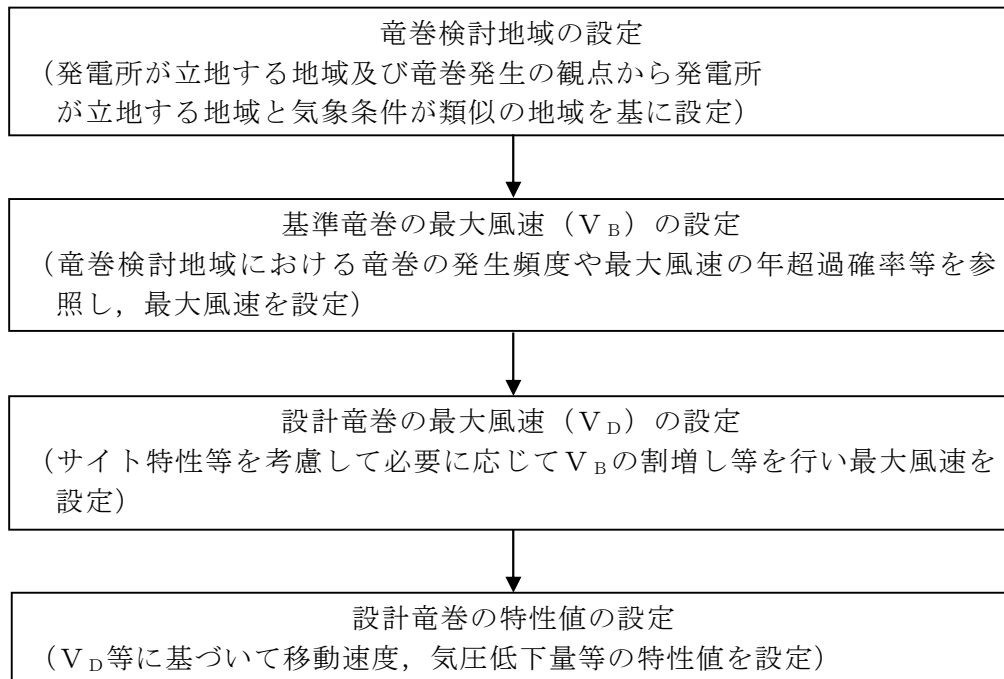 竜巻検討地域の設定
（発電所が立地する地域及び竜巻発生の観点から発電所
が立地する地域と気象条件が類似の地域を基に設定）
基準竜巻の最大風速（ＶB）の設定
（竜巻検討地域における竜巻の発生頻度や最大風速の年超過確率等を参
照し，最大風速を設定）
設計竜巻の最大風速（ＶD）の設定
（サイト特性等を考慮して必要に応じてＶBの割増し等を行い最大風速を
設定）
設計竜巻の特性値の設定
（ＶD等に基づいて移動速度，気圧低下量等の特性値を設定）